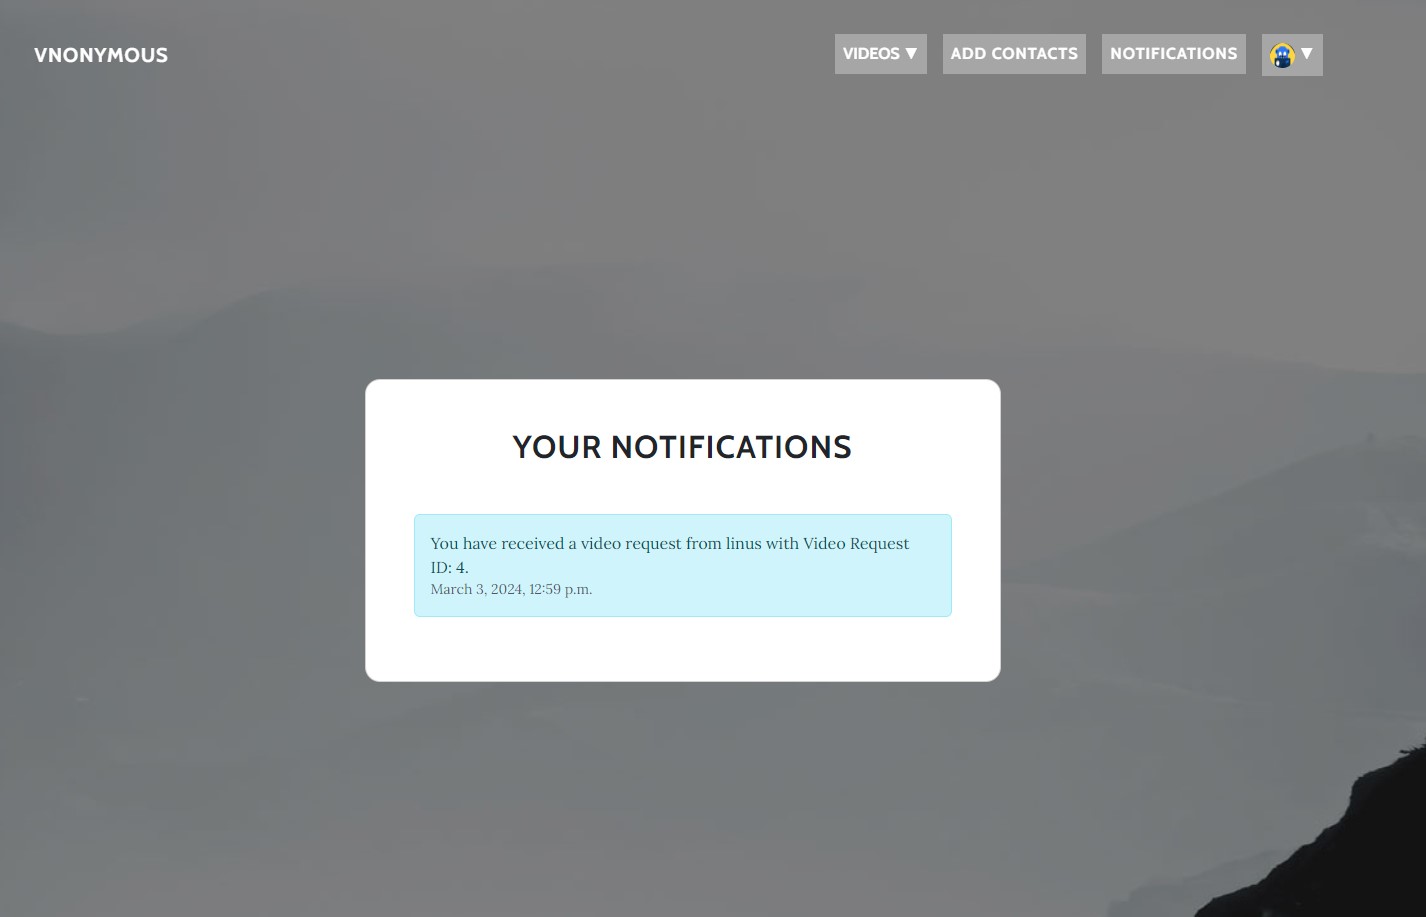 VNONYMOUS
VIDEOS ▼
ADD CONTACTS
NOTIFICATIONS
▼
YOUR NOTIFICATIONS
You have received a video request from linus with Video Request
ID: 4.
March 3, 2024, 12:59 p.m.